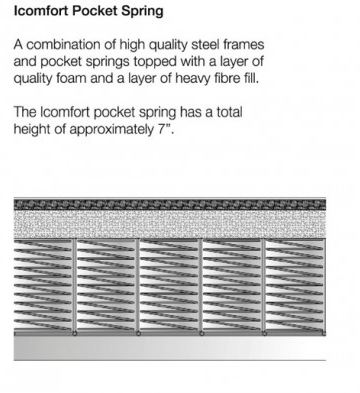 Icomfort Pocket Spring
A combination of high quality steel frames
and pocket springs topped with a layer of
quality foam and a layer of heavy fibre fill.
The Icomfort pocket spring has a total
height of approximately 7”.